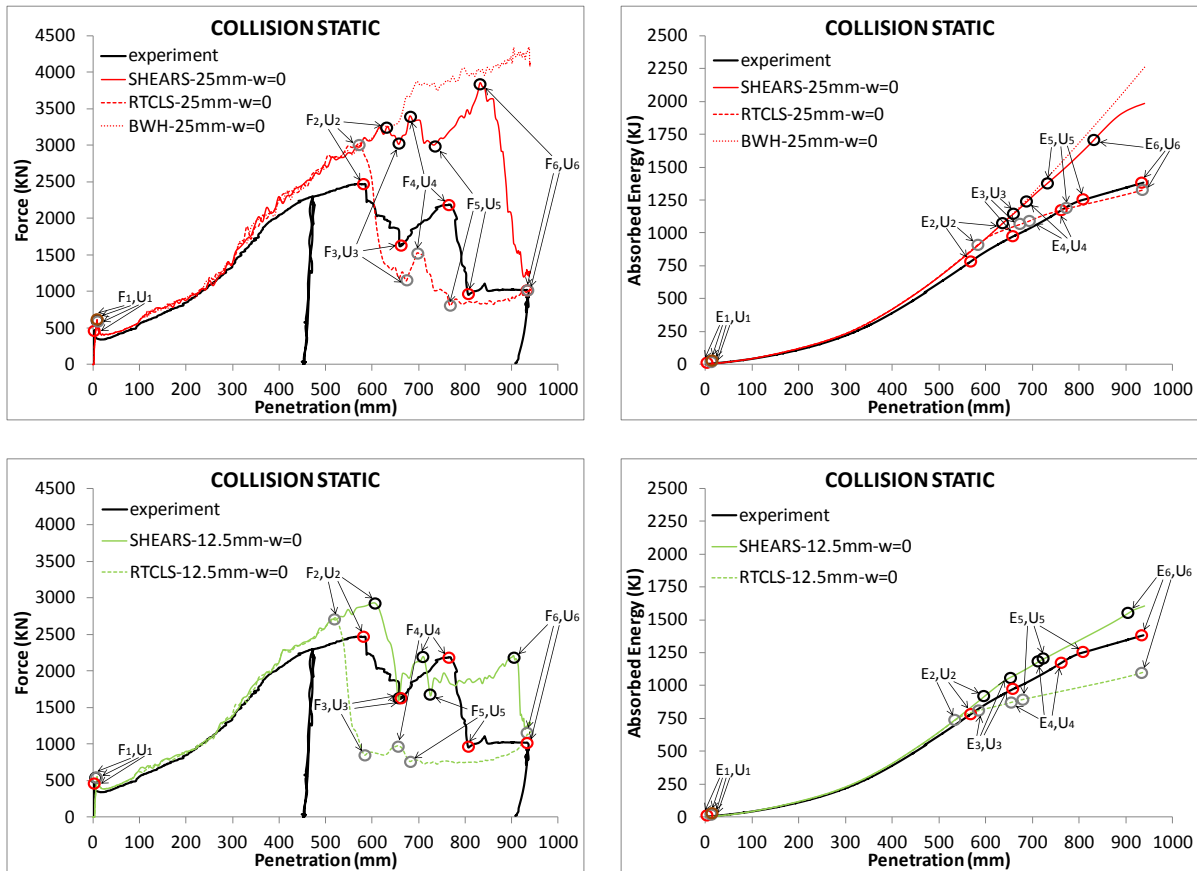 COLLISION STATIC
4500
4000
3500
3000
2500
2000
1500
1000
500
0
Force (KN)
experiment
SHEARS-25mm-w=0
RTCLS-25mm-w=0
BWH-25mm-w=0
F2,U2
F6,U6
F4,U4
F5,U5
F3,U3
F1,U1
0 100 200 300 400 500 600 700 800 900 1000
Penetration (mm)
COLLISION STATIC
2500
2250
2000
1750
1500
1250
1000
750
500
250
0
Absorbed Energy (KJ)
experiment
SHEARS-25mm-w=0
RTCLS-25mm-w=0
BWH-25mm-w=0
E5,U5
E6,U6
E3,U3
E2,U2
E4,U4
E1,U1
0 100 200 300 400 500 600 700 800 900 1000
Penetration (mm)
COLLISION STATIC
4500
4000
3500
3000
2500
2000
1500
1000
500
0
Force (KN)
experiment
SHEARS-12.5mm-w=0
RTCLS-12.5mm-w=0
F2,U2
F4,U4
F6,U6
F3,U3
F5,U5
F1,U1
0 100 200 300 400 500 600 700 800 900 1000
Penetration (mm)
COLLISION STATIC
2500
2250
2000
1750
1500
1250
1000
750
500
250
0
Absorbed Energy (KJ)
experiment
SHEARS-12.5mm-w=0
RTCLS-12.5mm-w=0
E6,U6
E5,U5
E2,U2
E4,U4
E3,U3
E1,U1
0 100 200 300 400 500 600 700 800 900 1000
Penetration (mm)